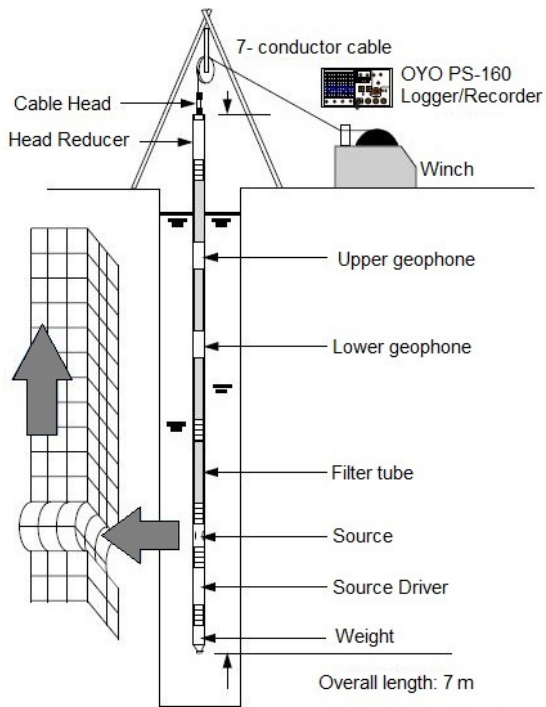 7- conductor cable
OYO PS-160
Logger/Recorder
Cable Head
Head Reducer
Winch
Upper geophone
Lower geophone
Filter tube
Source
Source Driver
Weight
Overall length: 7 m